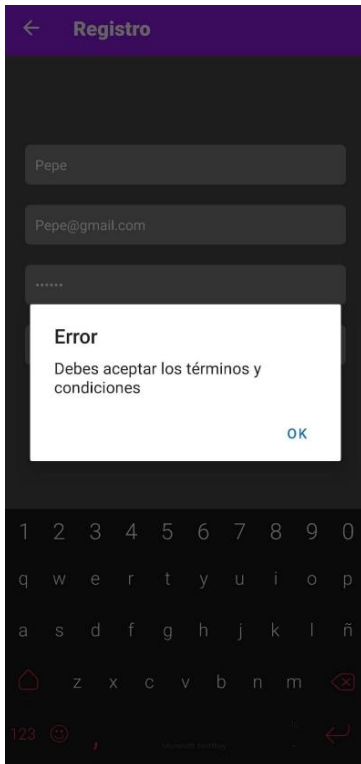 Registro
Pepe
Pepe@gmail.com
••••••
Error
Debes aceptar los términos y
condiciones
OK
1 2 3 4 5 6 7 8 9 0
q w e r t y u i o p
a s d f g h j k l ñ
z x c v b n m
123 ,